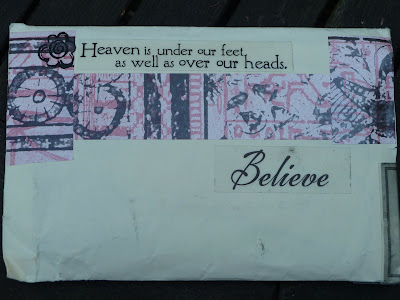 Heaven is under our feet,
as well as over our heads.
Believe